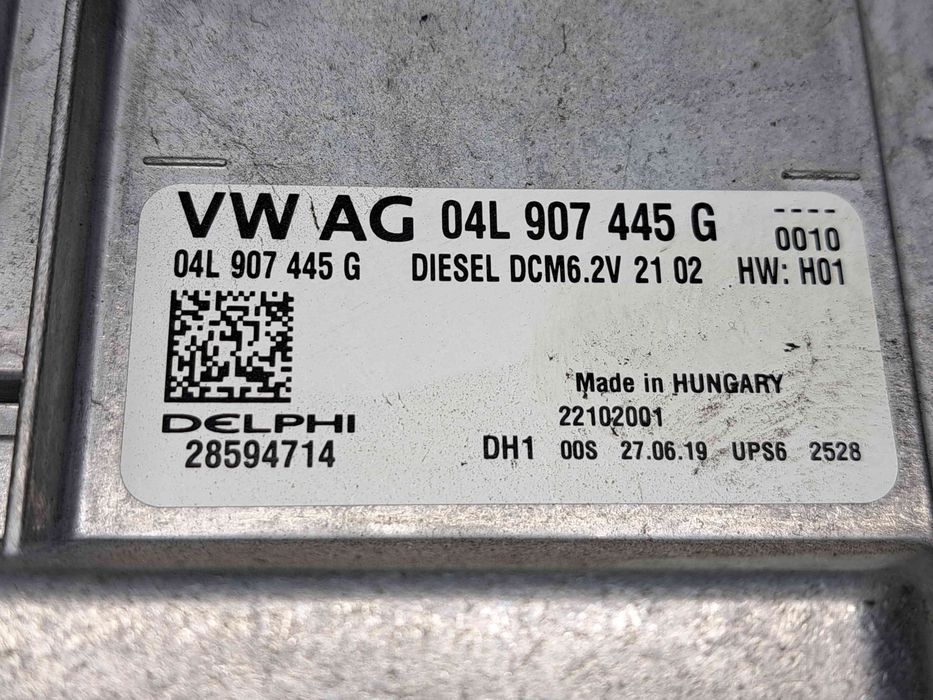 VW AG 04L 907 445 G ----
0010
04L 907 445 G DIESEL DCM6.2V 21 02 HW: H01
Made in HUNGARY
DELPHI 22102001
28594714 DH1 00S 27.06.19 UPS6 2528